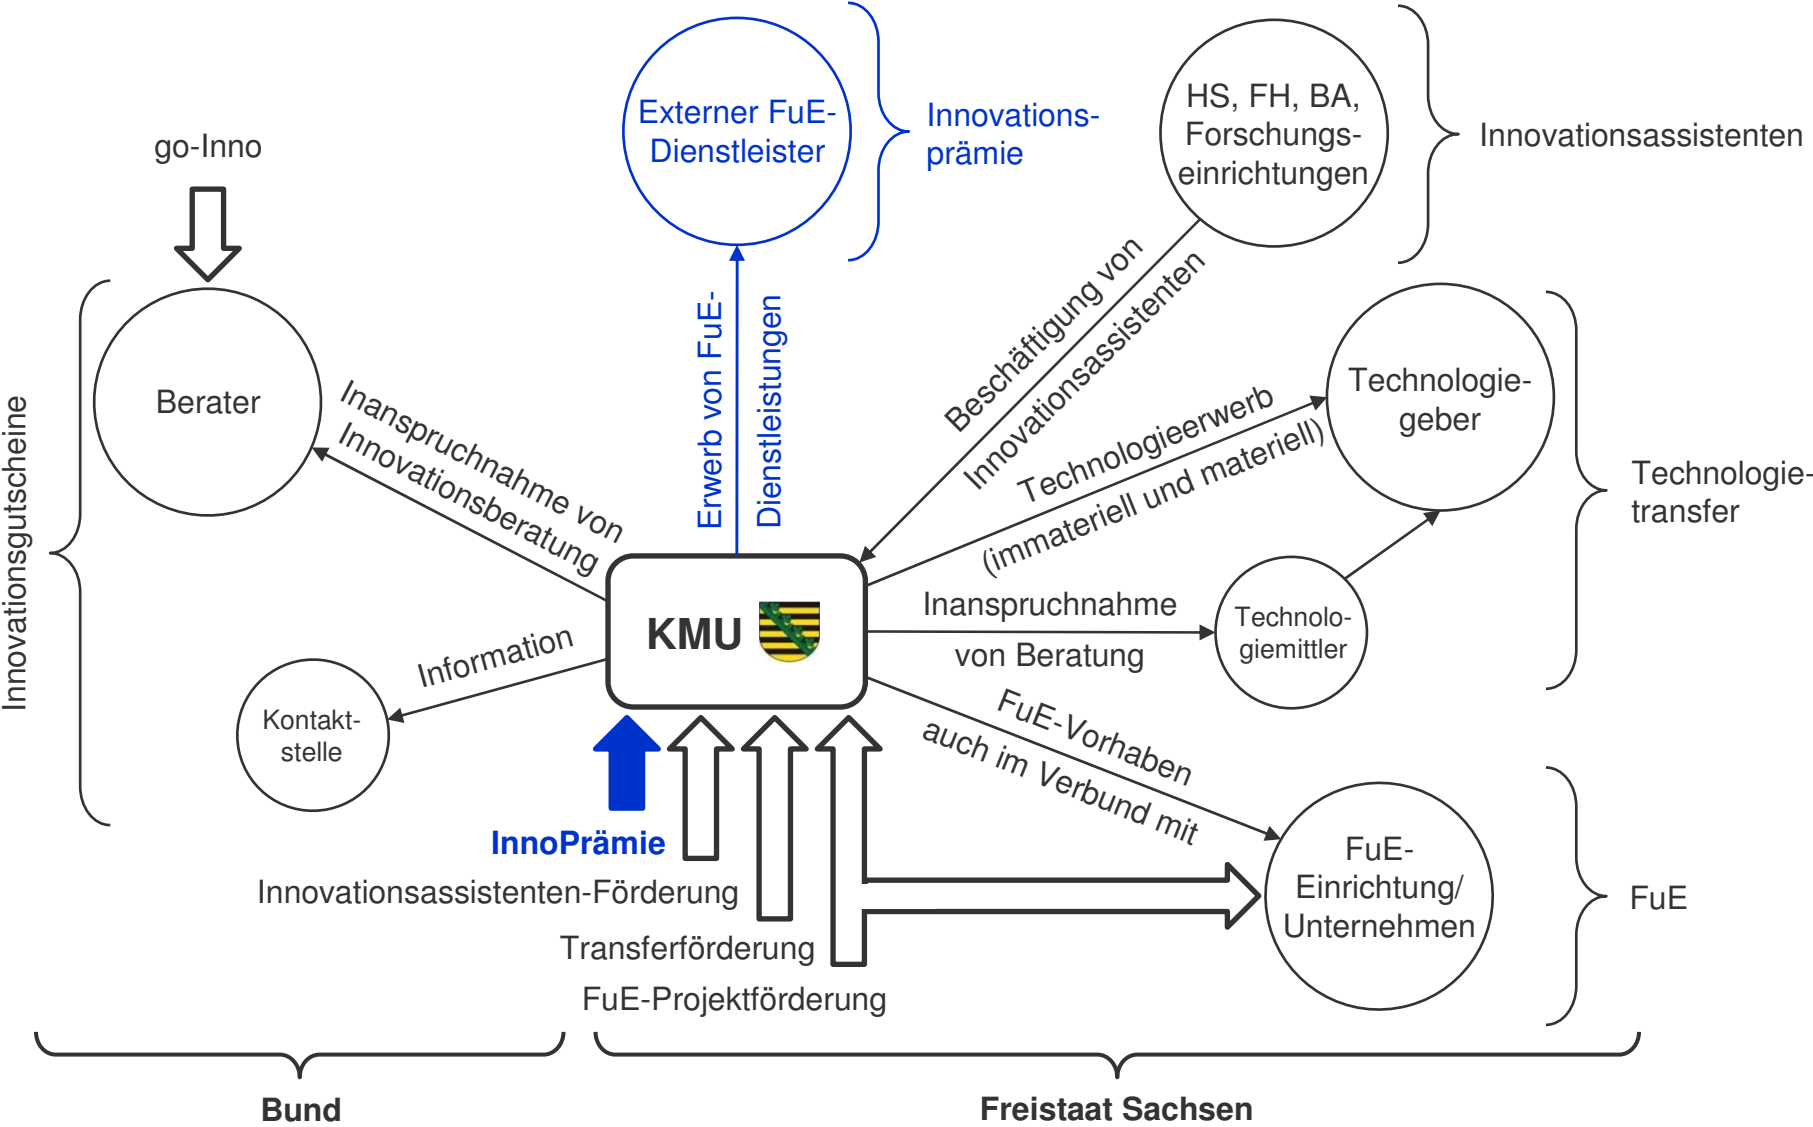 go-Inno
Externer FuE-
Dienstleister
Innovations-
prämie
HS, FH, BA,
Forschungs-
einrichtungen
Innovationsassistenten
Innovationsgutscheine
Berater
Inanspruchnahme von
Innovationsberatung
Erwerb von FuE-
Dienstleistungen
Beschäftigung von
Innovationsassistenten
Technologieerwerb
(immateriell und materiell)
Technologie-
geber
Technologie-
transfer
Information
Kontakt-
stelle
KMU
Inanspruchnahme
von Beratung
Technolo-
giemittler
FuE-Vorhaben
auch im Verbund mit
FuE-
Einrichtung/
Unternehmen
FuE
InnoPrämie
Innovationsassistenten-Förderung
Transferförderung
FuE-Projektförderung
Bund
Freistaat Sachsen